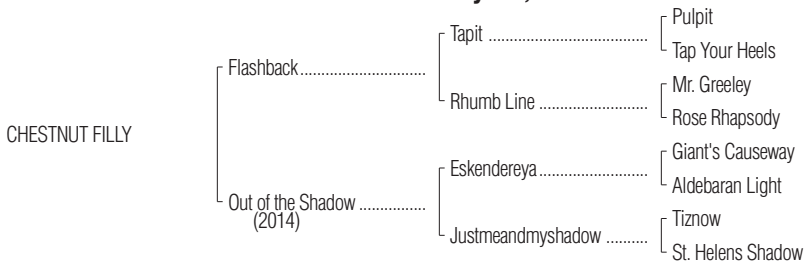 Pulpit
Tapit ......................................
Tap Your Heels
Flashback..............................
Mr. Greeley
Rhumb Line ..........................
Rose Rhapsody
CHESTNUT FILLY
Giant's Causeway
Eskendereya..........................
Aldebaran Light
Out of the Shadow ................
(2014)
Tiznow
Justmeandmyshadow ..........
St. Helens Shadow